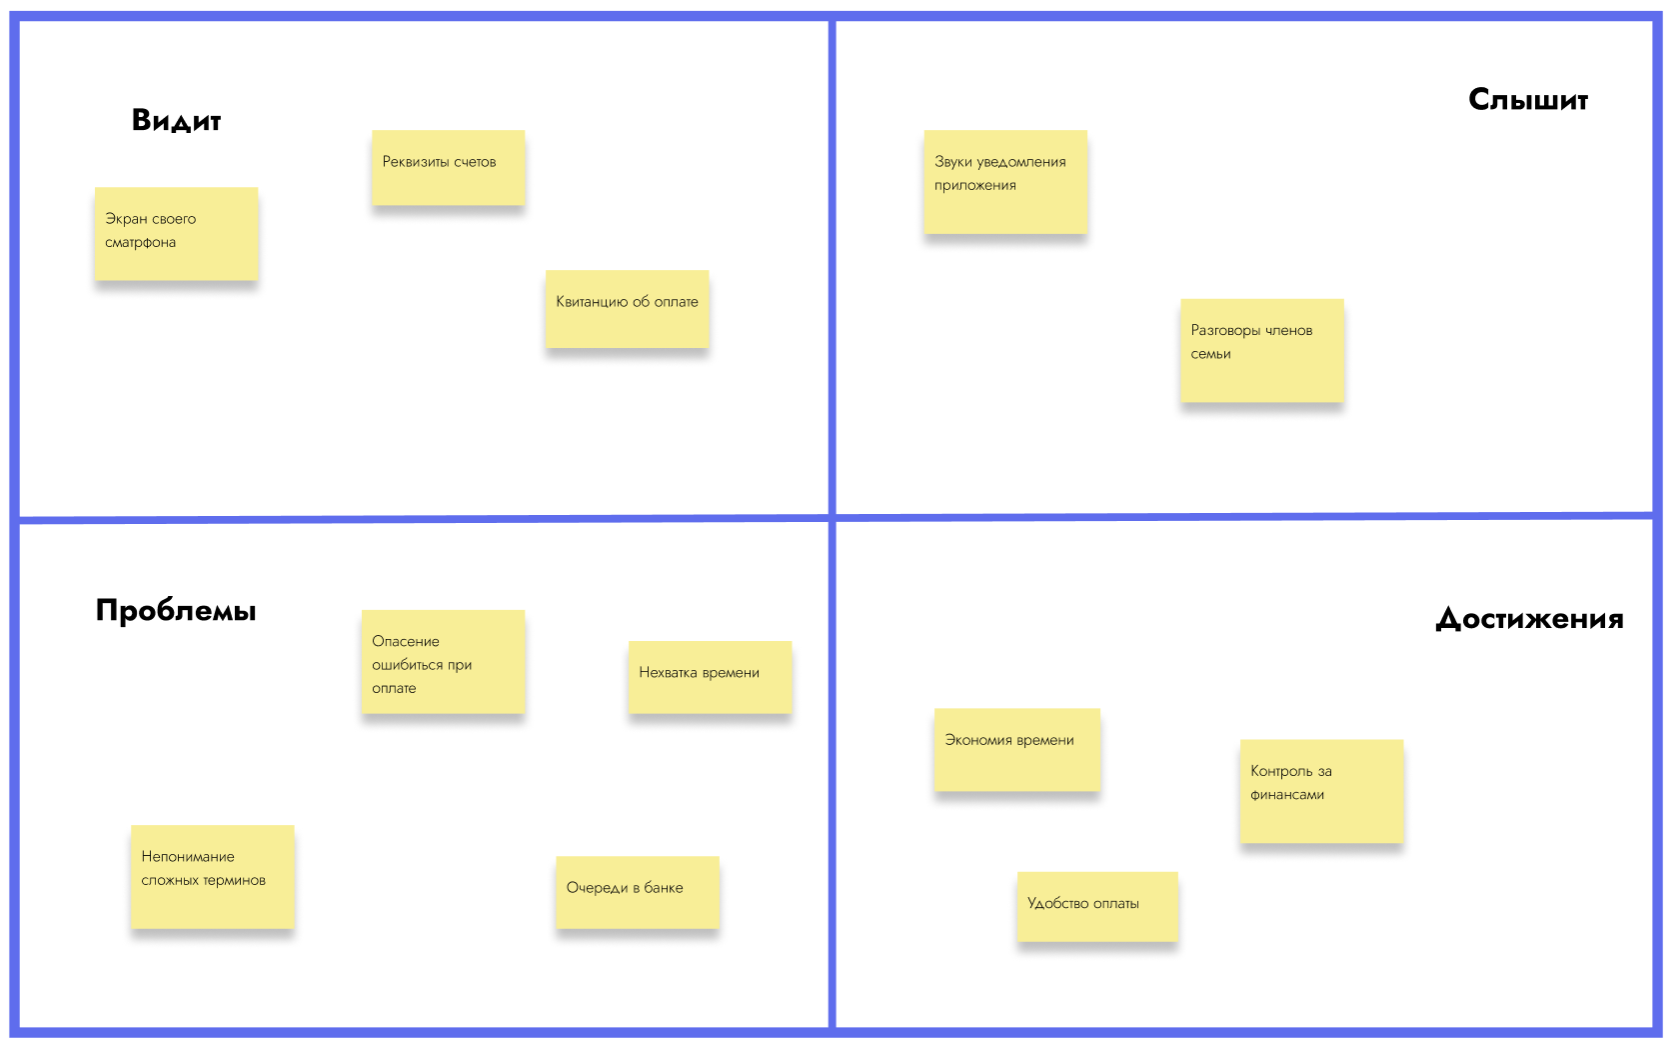 Видит
Экран своего
сматрфона
Реквизиты счетов
Квитанцию об оплате
Слышит
Звуки уведомления
приложения
Разговоры членов
семьи
Проблемы
Опасение
ошибиться при
оплате
Нехватка времени
Непонимание
сложных терминов
Очереди в банке
Достижения
Экономия времени
Контроль за
финансами
Удобство оплаты